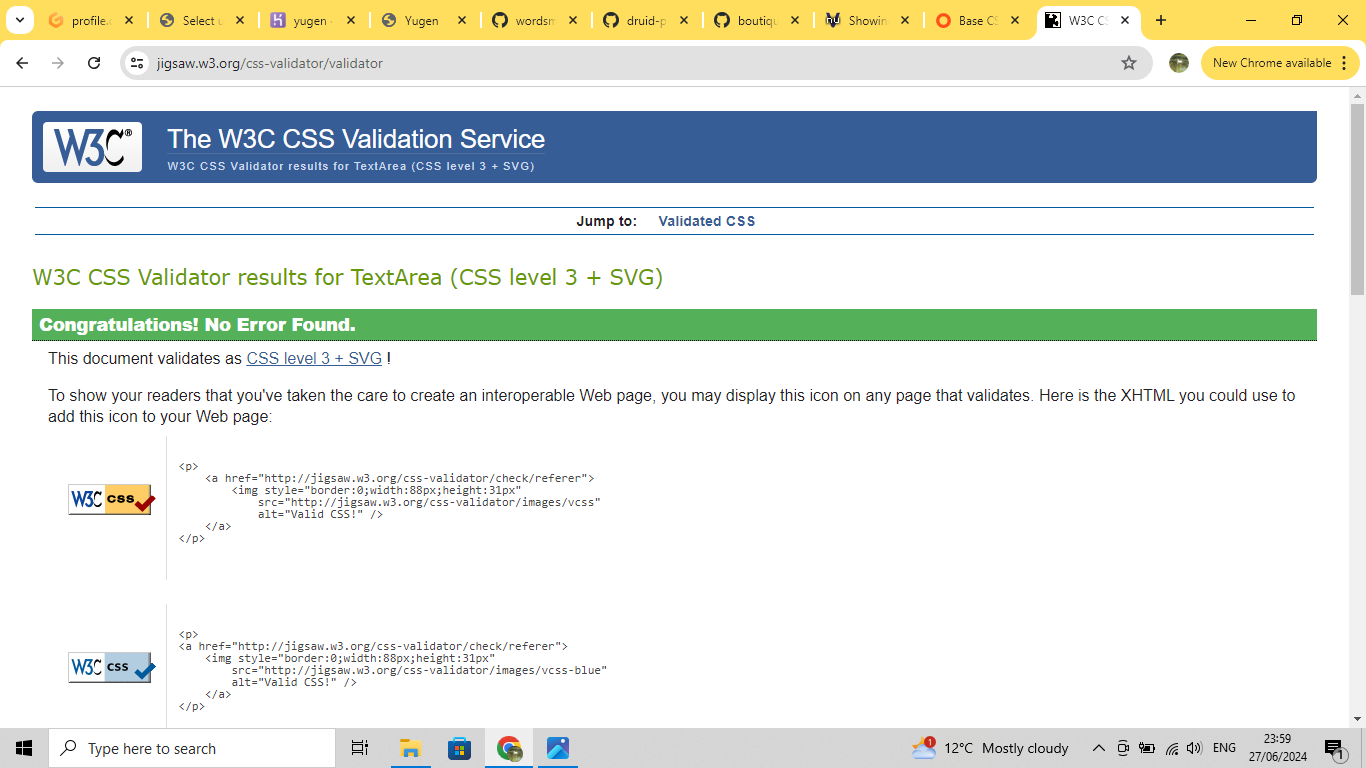 profile.c
Select u
yugen
Yugen
wordsm
druid-p
boutiqu
Showin
Base CS
W3C CS
jigsaw.w3.org/css-validator/validator
New Chrome available
W3C®
The W3C CSS Validation Service
W3C CSS Validator results for TextArea (CSS level 3 + SVG)
Jump to: Validated CSS
W3C CSS Validator results for TextArea (CSS level 3 + SVG)
Congratulations! No Error Found.
This document validates as CSS level 3 + SVG !
To show your readers that you've taken the care to create an interoperable Web page, you may display this icon on any page that validates. Here is the XHTML you could use to
add this icon to your Web page:
W3C css
<p>
<a href="http://jigsaw.w3.org/css-validator/check/referer">
<img style="border:0;width:88px;height:31px"
src="http://jigsaw.w3.org/css-validator/images/vcss"
alt="Valid CSS!" />
</a>
</p>
W3C css
<p>
<a href="http://jigsaw.w3.org/css-validator/check/referer">
<img style="border:0;width:88px;height:31px"
src="http://jigsaw.w3.org/css-validator/images/vcss-blue"
alt="Valid CSS!" />
</a>
</p>
Type here to search
1
12°C Mostly cloudy
ENG
23:59
27/06/2024
1